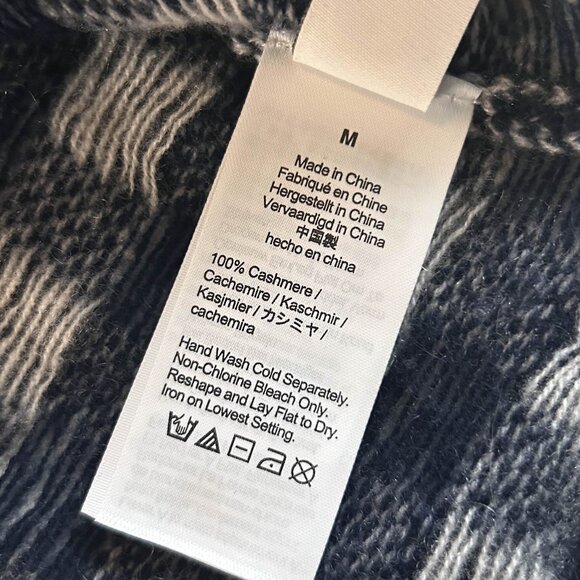 M
Made in China
Fabriqué en Chine
Hergestellt in China
Vervaardigd in China
中国製
hecho en china
100% Cashmere /
Cachemire / Kaschmir /
Kasjmier / カシミヤ /
cachemira
Hand Wash Cold Separately.
Non-Chlorine Bleach Only.
Reshape and Lay Flat to Dry.
Iron on Lowest Setting.